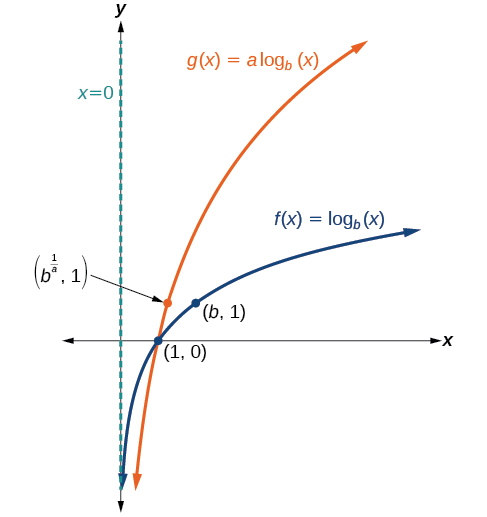 y
g(x) = a log_b (x)
x=0
f(x) = log_b(x)
(b^{1/a}, 1)
(b, 1)
x
(1, 0)